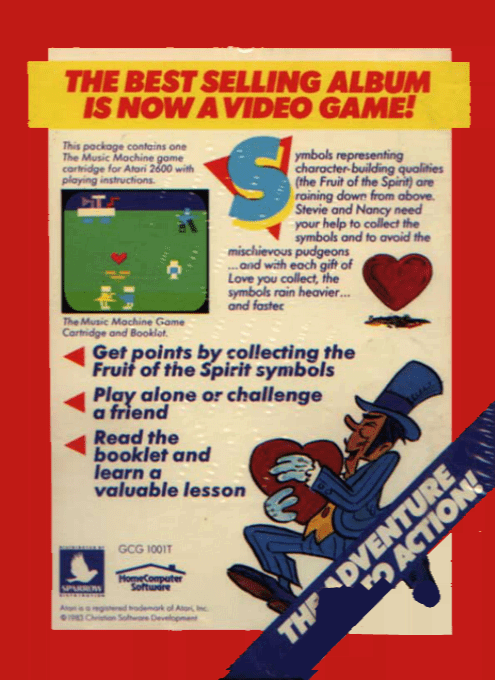 THE BEST SELLING ALBUM
IS NOW A VIDEO GAME!
This package contains one
The Music Machine game
cartridge for Atari 2600 with
playing instructions.
The Music Machine Game
Cartridge and Booklet.
Symbols representing
character-building qualities
(the Fruit of the Spirit) are
raining down from above.
Stevie and Nancy need
your help to collect the
symbols and to avoid the
mischievous pudgeons
...and with each gift of
Love you collect, the
symbols rain heavier...
and faster.
Get points by collecting the
Fruit of the Spirit symbols
Play alone or challenge
a friend
Read the
booklet and
learn a
valuable lesson
DISTRIBUTED BY
SPARROW
DISTRIBUTION
GCG 1001T
HomeComputer
Software
Atari is a registered trademark of Atari, Inc.
© 1983 Christian Software Development
THE ADVENTURE
TO ACTION!